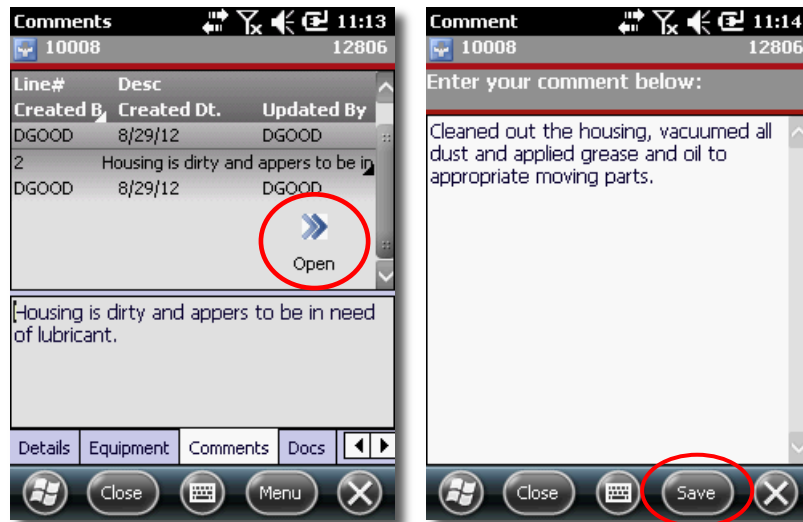 Comments 11:13
10008 12806
Line# Desc
Created B Created Dt. Updated By
DGOOD 8/29/12 DGOOD
2 Housing is dirty and appers to be in
DGOOD 8/29/12 DGOOD
Open
Housing is dirty and appers to be in need
of lubricant.
Details Equipment Comments Docs
Close Menu
Comment 11:14
10008 12806
Enter your comment below:
Cleaned out the housing, vacuumed all
dust and applied grease and oil to
appropriate moving parts.
Close Save